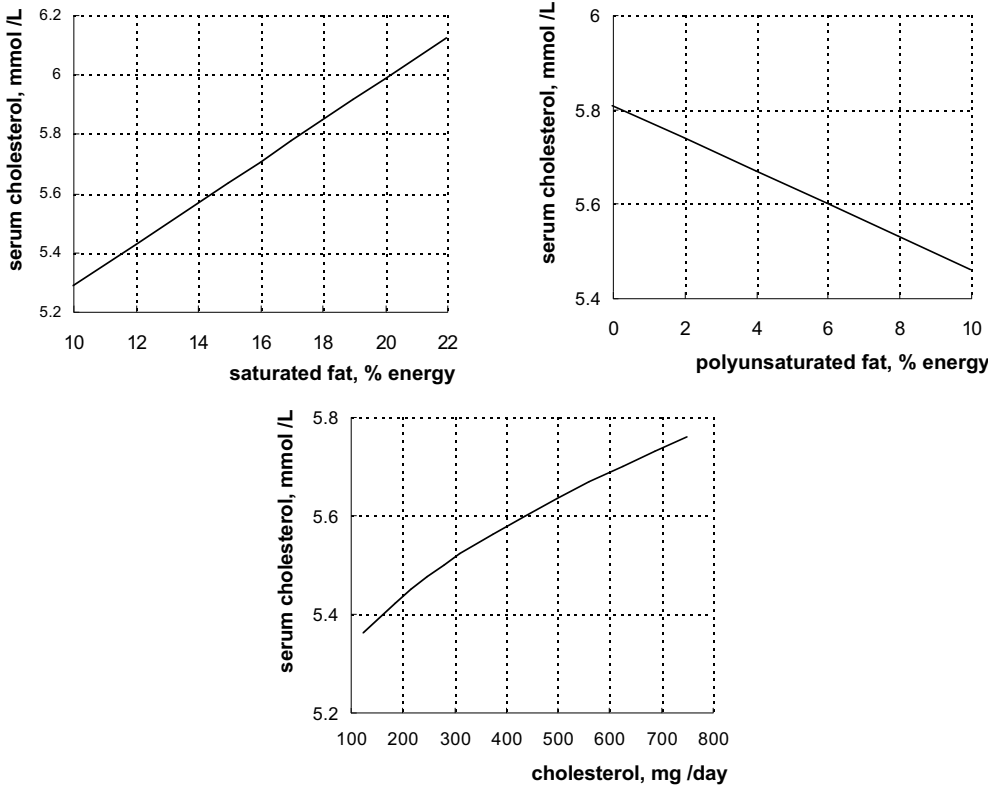 serum cholesterol, mmol /L
6.2
6
5.8
5.6
5.4
5.2
10 12 14 16 18 20 22
saturated fat, % energy
serum cholesterol, mmol /L
6
5.8
5.6
5.4
0 2 4 6 8 10
polyunsaturated fat, % energy
serum cholesterol, mmol /L
5.8
5.6
5.4
5.2
100 200 300 400 500 600 700 800
cholesterol, mg /day